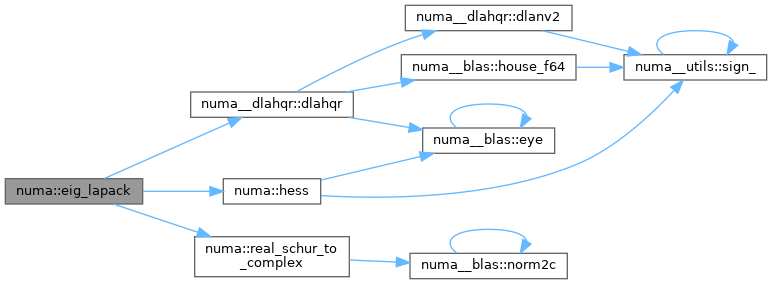 numa__dlahqr::dlanv2
numa__blas::house_f64
numa__utils::sign_
numa__dlahqr::dlahqr
numa__blas::eye
numa::eig_lapack
numa::hess
numa::real_schur_to
_complex
numa__blas::norm2c